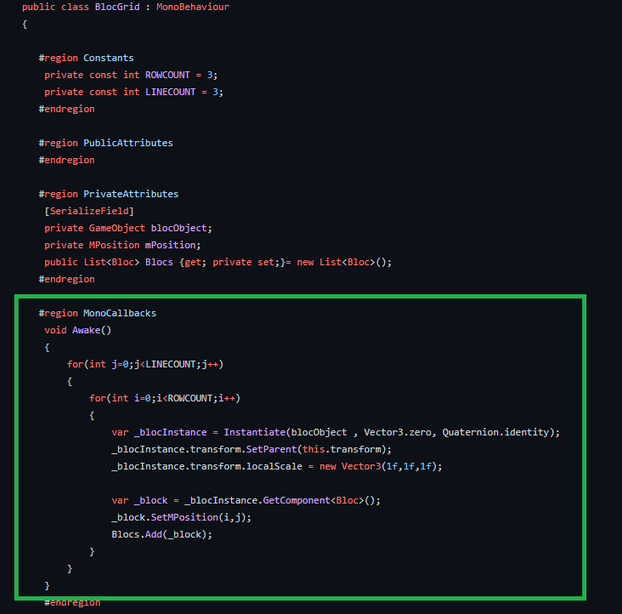 public class BlocGrid : MonoBehaviour
{
#region Constants
private const int ROWCOUNT = 3;
private const int LINECOUNT = 3;
#endregion
#region PublicAttributes
#endregion
#region PrivateAttributes
[SerializeField]
private GameObject blocObject;
private MPosition mPosition;
public List<Bloc> Blocs {get; private set;}= new List<Bloc>();
#endregion
#region MonoCallbacks
void Awake()
{
for(int j=0;j<LINECOUNT;j++)
{
for(int i=0;i<ROWCOUNT;i++)
{
var _blocInstance = Instantiate(blocObject , Vector3.zero, Quaternion.identity);
_blocInstance.transform.SetParent(this.transform);
_blocInstance.transform.localScale = new Vector3(1f,1f,1f);
var _block = _blocInstance.GetComponent<Bloc>();
_block.SetMPosition(i,j);
Blocs.Add(_block);
}
}
}
#endregion